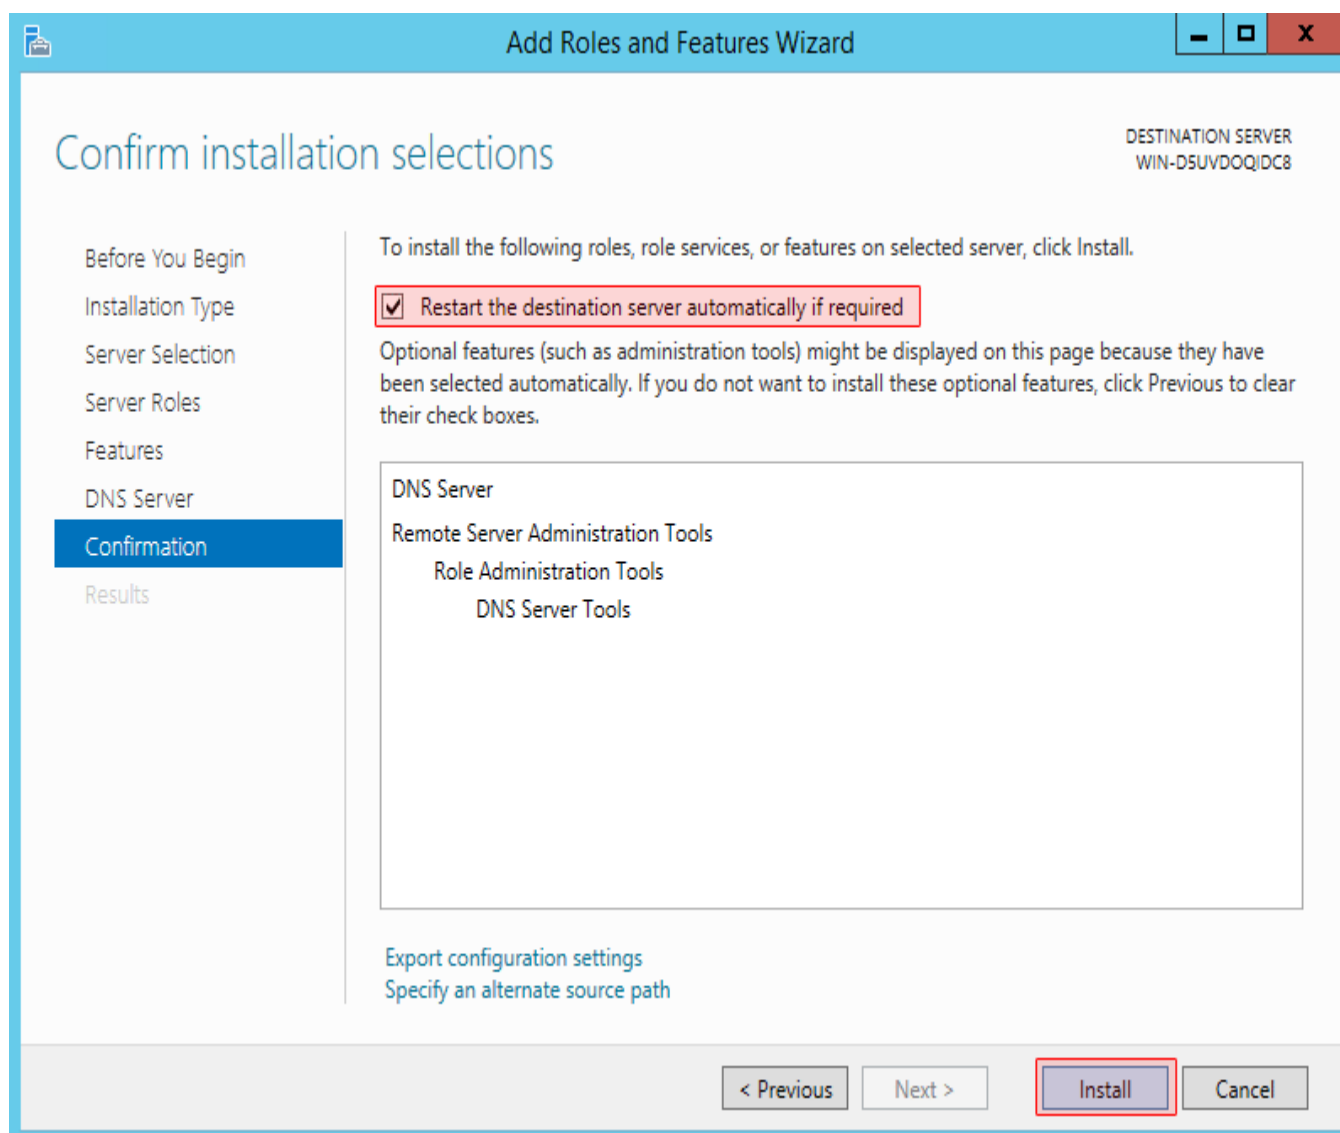 Add Roles and Features Wizard
Confirm installation selections
DESTINATION SERVER
WIN-D5UVDOQIDC8
Before You Begin
Installation Type
Server Selection
Server Roles
Features
DNS Server
Confirmation
Results
To install the following roles, role services, or features on selected server, click Install.
Restart the destination server automatically if required
Optional features (such as administration tools) might be displayed on this page because they have
been selected automatically. If you do not want to install these optional features, click Previous to clear
their check boxes.
DNS Server
Remote Server Administration Tools
Role Administration Tools
DNS Server Tools
Export configuration settings
Specify an alternate source path
< Previous
Next >
Install
Cancel